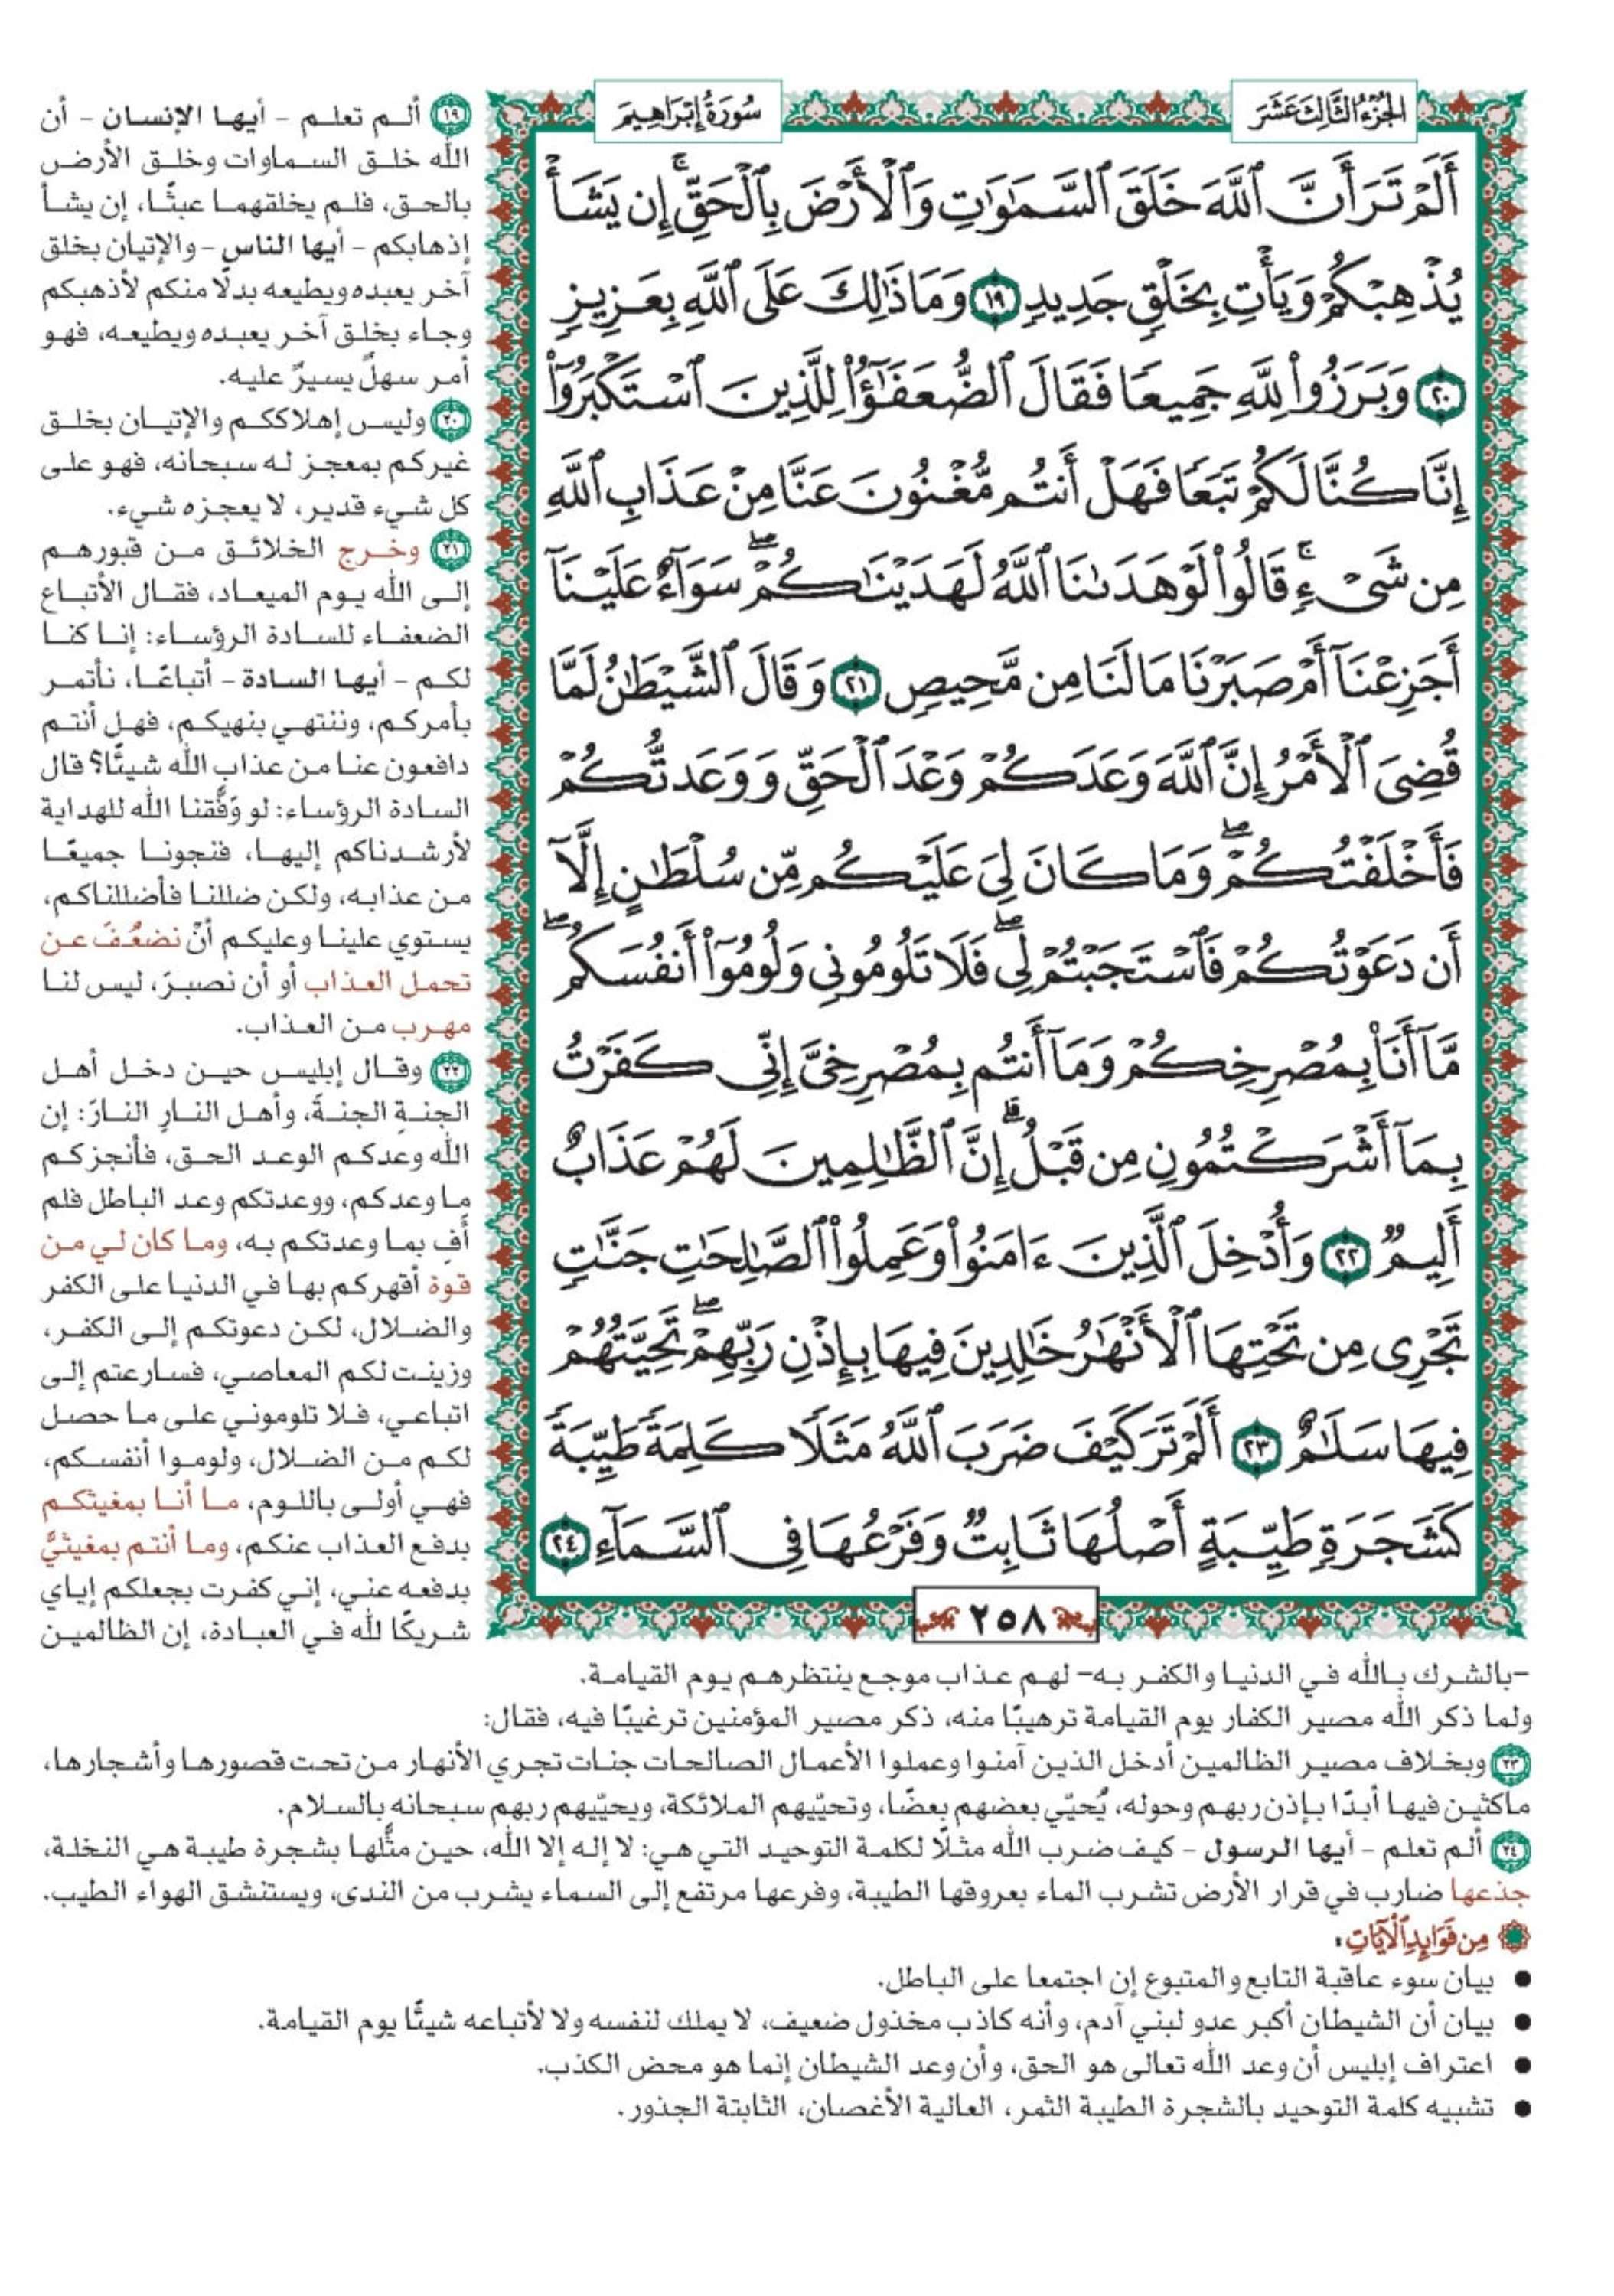 الجزء الثالث عشر
سورة إبراهيم
أَلَمْ تَرَ أَنَّ ٱللَّهَ خَلَقَ ٱلسَّمَٰوَٰتِ وَٱلْأَرْضَ بِٱلْحَقِّۚ إِن يَشَأْ
يُذْهِبْكُمْ وَيَأْتِ بِخَلْقٍ جَدِيدٍ ١٩ وَمَا ذَٰلِكَ عَلَى ٱللَّهِ بِعَزِيزٍ
٢٠ وَبَرَزُوا۟ لِلَّهِ جَمِيعًا فَقَالَ ٱلضُّعَفَٰٓؤُا۟ لِلَّذِينَ ٱسْتَكْبَرُوٓا۟
إِنَّا كُنَّا لَكُمْ تَبَعًا فَهَلْ أَنتُم مُّغْنُونَ عَنَّا مِنْ عَذَابِ ٱللَّهِ
مِن شَىْءٍۚ قَالُوا۟ لَوْ هَدَىٰنَا ٱللَّهُ لَهَدَيْنَٰكُمْۖ سَوَآءٌ عَلَيْنَآ
أَجَزِعْنَآ أَمْ صَبَرْنَا مَا لَنَا مِن مَّحِيصٍ ٢١ وَقَالَ ٱلشَّيْطَٰنُ لَمَّا
قُضِىَ ٱلْأَمْرُ إِنَّ ٱللَّهَ وَعَدَكُمْ وَعْدَ ٱلْحَقِّ وَوَعَدتُّكُمْ
فَأَخْلَفْتُكُمْۖ وَمَا كَانَ لِىَ عَلَيْكُم مِّن سُلْطَٰنٍ إِلَّآ
أَن دَعَوْتُكُمْ فَٱسْتَجَبْتُمْ لِىۖ فَلَا تَلُومُونِى وَلُومُوٓا۟ أَنفُسَكُمۖ
مَّآ أَنَا۠ بِمُصْرِخِكُمْ وَمَآ أَنتُم بِمُصْرِخِىَّ إِنِّى كَفَرْتُ
بِمَآ أَشْرَكْتُمُونِ مِن قَبْلُۗ إِنَّ ٱلظَّٰلِمِينَ لَهُمْ عَذَابٌ
أَلِيمٌ ٢٢ وَأُدْخِلَ ٱلَّذِينَ ءَامَنُوا۟ وَعَمِلُوا۟ ٱلصَّٰلِحَٰتِ جَنَّٰتٍ
تَجْرِى مِن تَحْتِهَا ٱلْأَنْهَٰرُ خَٰلِدِينَ فِيهَا بِإِذْنِ رَبِّهِمْۖ تَحِيَّتُهُمْ
فِيهَا سَلَٰمٌ ٢٣ أَلَمْ تَرَ كَيْفَ ضَرَبَ ٱللَّهُ مَثَلًا كَلِمَةً طَيِّبَةً
كَشَجَرَةٍ طَيِّبَةٍ أَصْلُهَا ثَابِتٌ وَفَرْعُهَا فِى ٱلسَّمَآءِ ٢٤
٢٥٨
١٩ ألم تعلم - أيها الإنسان - أن
الله خلق السماوات وخلق الأرض
بالحق، فلم يخلقهما عبثًا، إن يشأ
إذهابكم - أيها الناس - والإتيان بخلق
آخر يعبده ويطيعه بدلًا منكم لأذهبكم
وجاء بخلق آخر يعبده ويطيعه، فهو
أمر سهلٌ يسيرٌ عليه.
٢٠ وليس إهلاككم والإتيان بخلق
غيركم بمعجز له سبحانه، فهو على
كل شيء قدير، لا يعجزه شيء.
٢١ وخرج الخلائق من قبورهم
إلى الله يوم الميعاد، فقال الأتباع
الضعفاء للسادة الرؤساء: إنا كنا
لكم - أيها السادة - أتباعًا، نأتمر
بأمركم، وننتهي بنهيكم، فهل أنتم
دافعون عنا من عذاب الله شيئًا؟ قال
السادة الرؤساء: لو وَفَّقنا الله للهداية
لأرشدناكم إليها، فنجونا جميعًا
من عذابه، ولكن ضللنا فأضللناكم،
يستوي علينا وعليكم أنْ نضعُفَ عن
تحمل العذاب أو أن نصبرَ، ليس لنا
مهرب من العذاب.
٢٢ وقال إبليس حين دخل أهل
الجنةِ الجنةَ، وأهل النارِ النارَ: إن
الله وعدكم الوعد الحق، فأنجزكم
ما وعدكم، ووعدتكم وعد الباطل فلم
أَفِ بما وعدتكم به، وما كان لي من
قوة أقهركم بها في الدنيا على الكفر
والضلال، لكن دعوتكم إلى الكفر،
وزينت لكم المعاصي، فسارعتم إلى
اتباعي، فلا تلوموني على ما حصل
لكم من الضلال، ولوموا أنفسكم،
فهي أولى باللوم، ما أنا بمغيثكم
بدفع العذاب عنكم، وما أنتم بمغيثيَّ
بدفعه عني، إني كفرت بجعلكم إياي
شريكًا لله في العبادة، إن الظالمين
-بالشرك بالله في الدنيا والكفر به- لهم عذاب موجع ينتظرهم يوم القيامة.
ولما ذكر الله مصير الكفار يوم القيامة ترهيبًا منه، ذكر مصير المؤمنين ترغيبًا فيه، فقال:
٢٣ وبخلاف مصير الظالمين أدخل الذين آمنوا وعملوا الأعمال الصالحات جنات تجري الأنهار من تحت قصورها وأشجارها،
ماكثين فيها أبدًا بإذن ربهم وحوله، يُحيّي بعضهم بعضًا، وتحيّيهم الملائكة، ويحيّيهم ربهم سبحانه بالسلام.
٢٤ ألم تعلم - أيها الرسول - كيف ضرب الله مثلًا لكلمة التوحيد التي هي: لا إله إلا الله، حين مثَّلها بشجرة طيبة هي النخلة،
جذعها ضارب في قرار الأرض تشرب الماء بعروقها الطيبة، وفرعها مرتفع إلى السماء يشرب من الندى، ويستنشق الهواء الطيب.
مِن فَوَائِدِ ٱلْآيَاتِ:
• بيان سوء عاقبة التابع والمتبوع إن اجتمعا على الباطل.
• بيان أن الشيطان أكبر عدو لبني آدم، وأنه كاذب مخذول ضعيف، لا يملك لنفسه ولا لأتباعه شيئًا يوم القيامة.
• اعتراف إبليس أن وعد الله تعالى هو الحق، وأن وعد الشيطان إنما هو محض الكذب.
• تشبيه كلمة التوحيد بالشجرة الطيبة الثمر، العالية الأغصان، الثابتة الجذور.